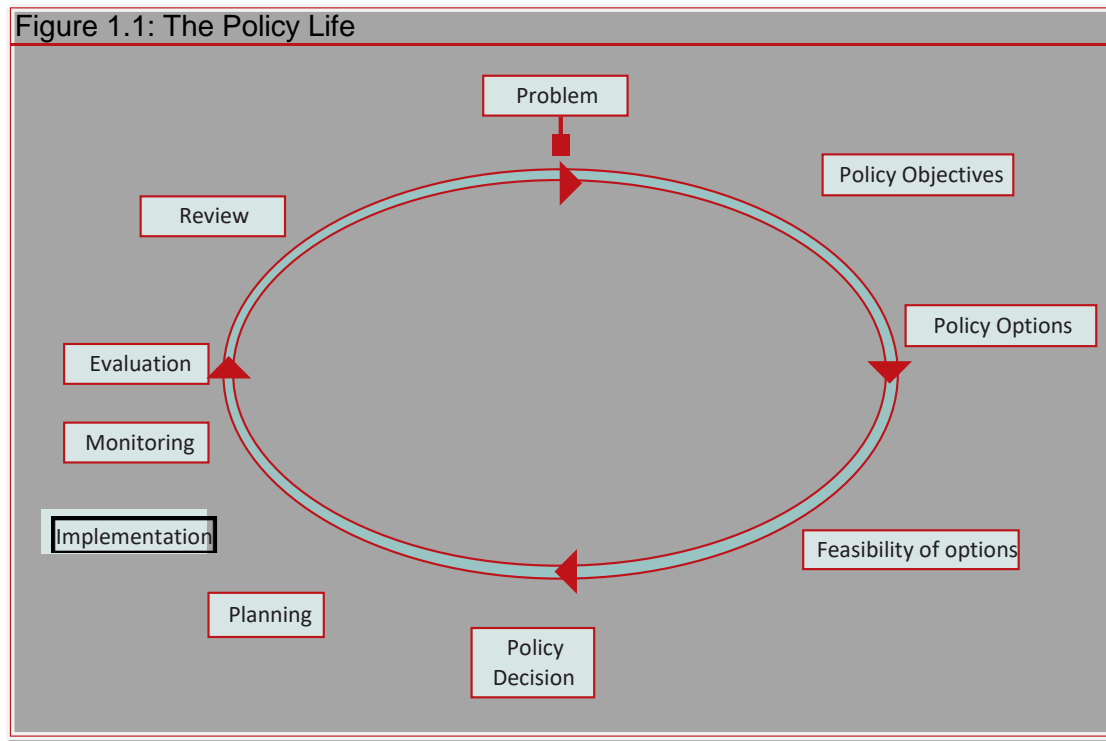 Figure 1.1: The Policy Life
Problem
Policy Objectives
Review
Policy Options
Evaluation
Monitoring
Implementation
Feasibility of options
Planning
Policy
Decision